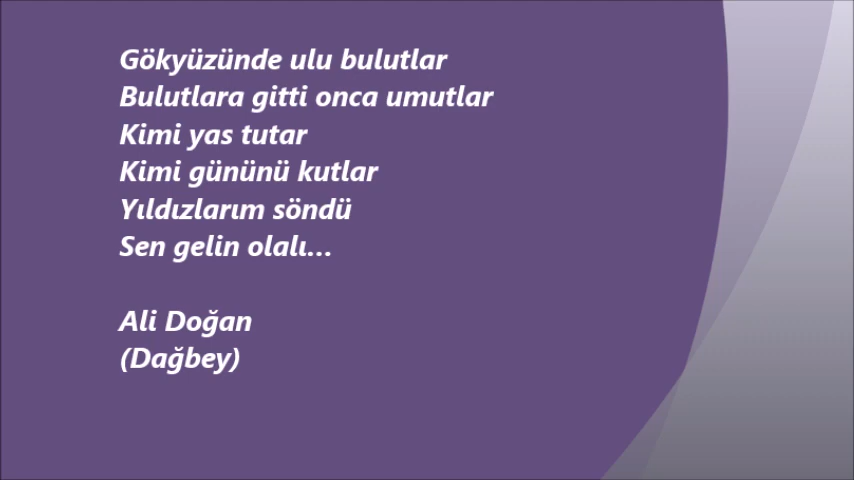 Gökyüzünde ulu bulutlar
Bulutlara gitti onca umutlar
Kimi yas tutar
Kimi gününü kutlar
Yıldızlarım söndü
Sen gelin olalı...
Ali Doğan
(Dağbey)